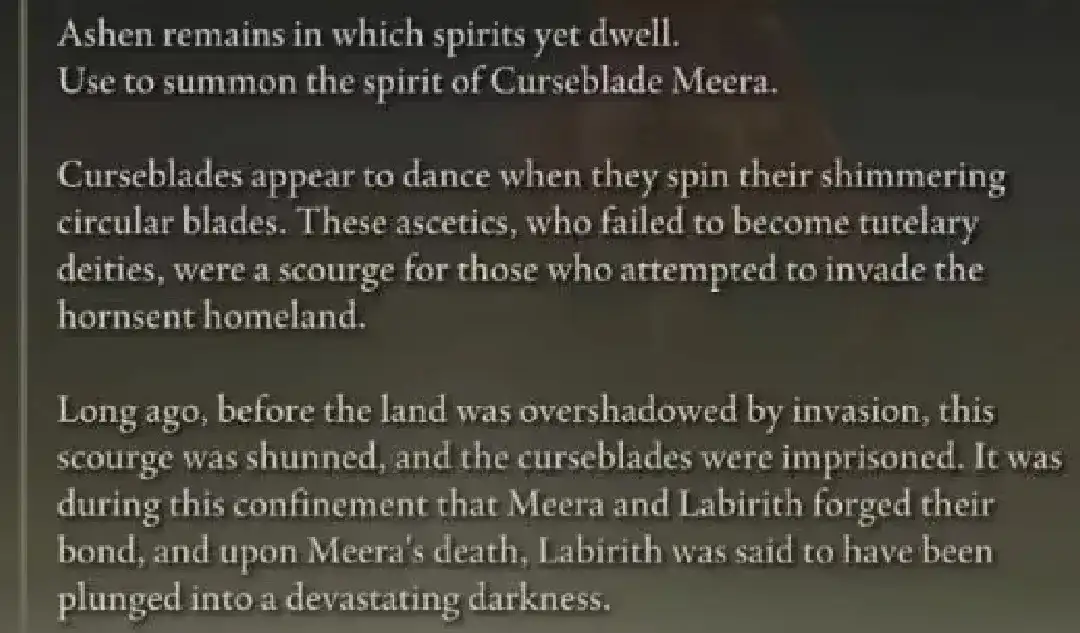 Ashen remains in which spirits yet dwell.
Use to summon the spirit of Curseblade Meera.
Curseblades appear to dance when they spin their shimmering
circular blades. These ascetics, who failed to become tutelary
deities, were a scourge for those who attempted to invade the
hornsent homeland.
Long ago, before the land was overshadowed by invasion, this
scourge was shunned, and the curseblades were imprisoned. It was
during this confinement that Meera and Labirith forged their
bond, and upon Meera's death, Labirith was said to have been
plunged into a devastating darkness.